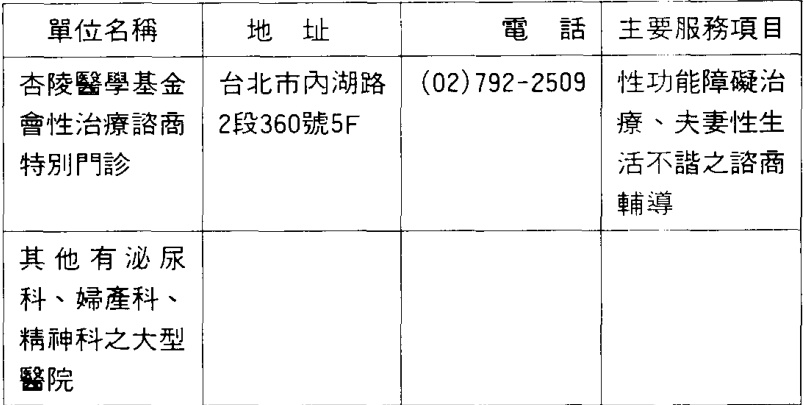 單位名稱 地 址 電 話 主要服務項目
杏陵醫學基金 台北市內湖路 (02)792-2509 性功能障礙治
會性治療諮商 2段360號5F 療、夫妻性生
特別門診 活不諧之諮商
輔導
其他有泌尿
科、婦產科、
精神科之大型
醫院